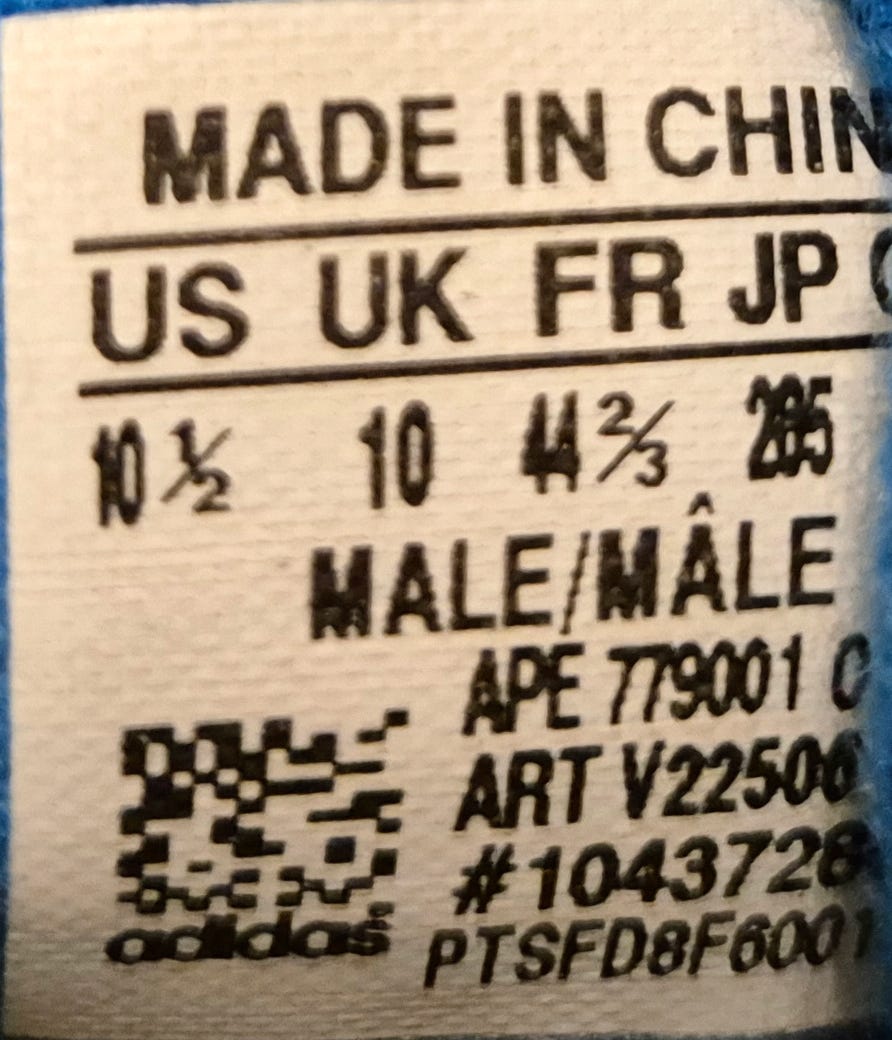 MADE IN CHIN
US UK FR JP
10 ½ 10 44 ⅔ 285
MALE/MÂLE
APE 779001
ART V22506
#1043728
adidas
PTSFD8F6001